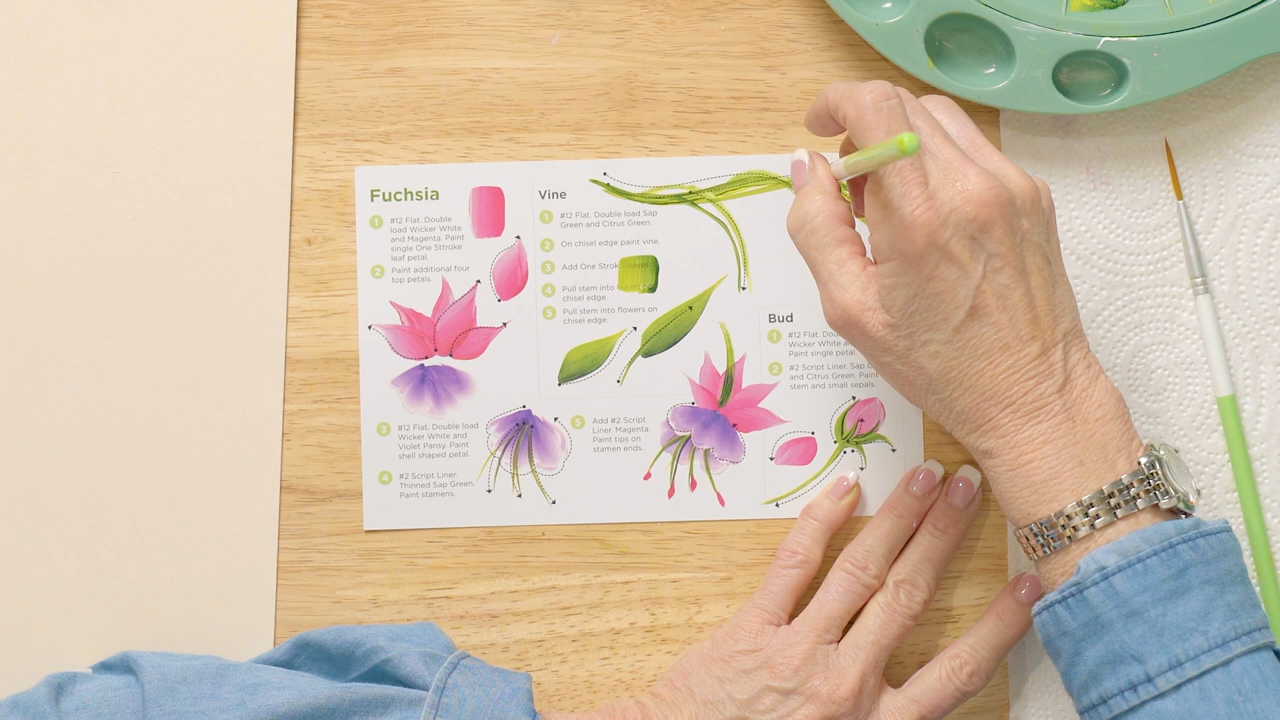 Fuchsia
1 #12 Flat. Double
load Wicker White
and Magenta. Paint
single One Stroke
leaf petal.
2 Paint additional four
top petals.
3 #12 Flat. Double load
Wicker White and
Violet Pansy. Paint
shell shaped petal.
4 #2 Script Liner.
Thinned Sap Green.
Paint stamens.
5 Add #2 Script
Liner. Magenta.
Paint tips on
stamen ends.
Vine
1 #12 Flat. Double load Sap
Green and Citrus Green.
2 On chisel edge paint vine.
3 Add One Stroke leaves.
4 Pull stem into
chisel edge.
5 Pull stem into flowers on
chisel edge.
Bud
1 #12 Flat.
Wicker White
Paint single petal.
2 #2 Script Liner. Sap
and Citrus Green. Paint
stem and small sepals.